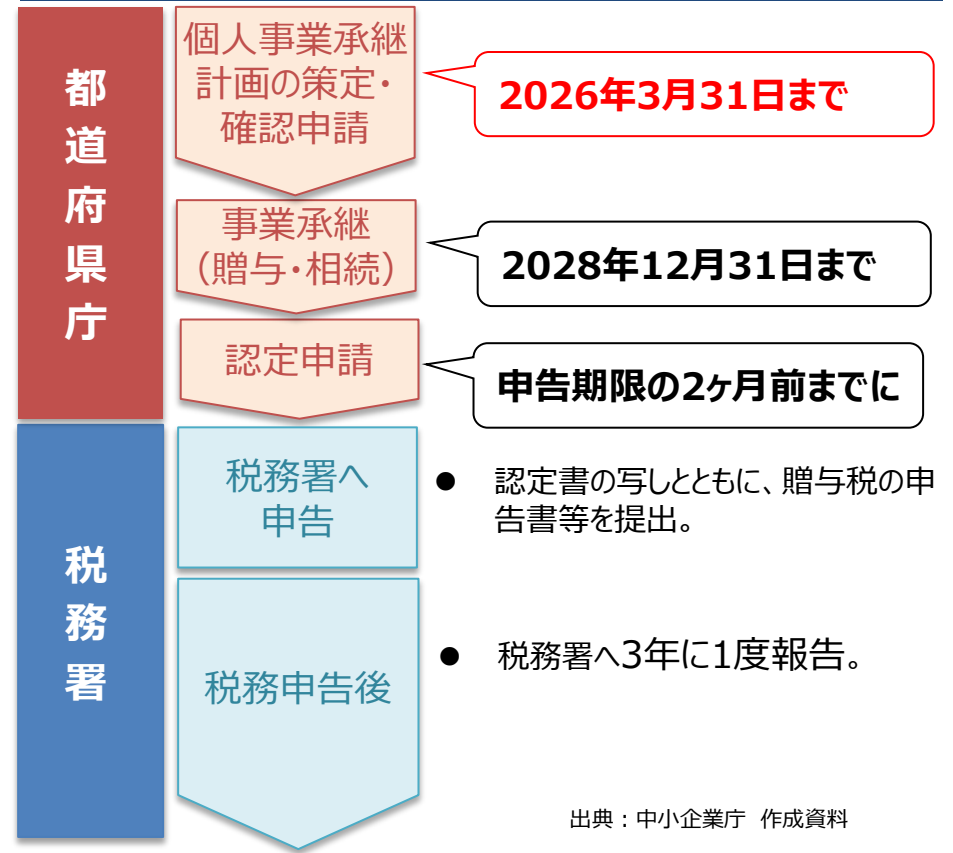 都道府県庁
個人事業承継
計画の策定・
確認申請
2026年3月31日まで
事業承継
（贈与・相続）
2028年12月31日まで
認定申請
申告期限の2ヶ月前までに
税務署
税務署へ
申告
● 認定書の写しとともに、贈与税の申
告書等を提出。
税務申告後
● 税務署へ3年に1度報告。
出典：中小企業庁 作成資料